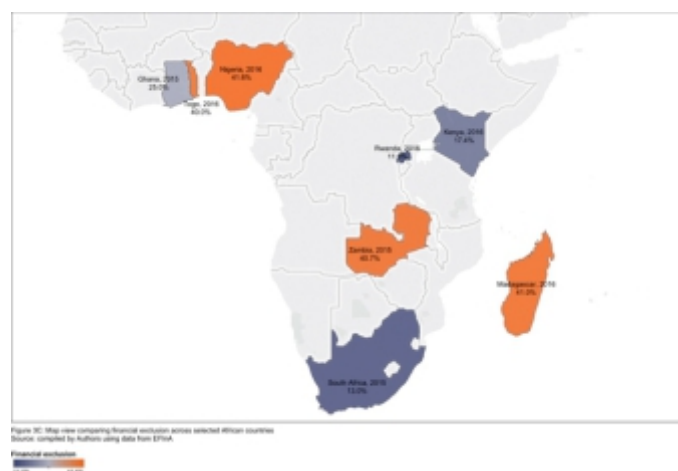 Nigeria, 2016
41.6%
Ghana, 2015
25.0%
Togo, 2016
40.0%
Kenya, 2016
17.4%
Rwanda, 2016
11
Zambia, 2015
40.7%
Madagascar, 2016
41.0%
South Africa, 2015
13.0%
Figure 3C: Map view comparing financial exclusion across selected African countries
Source: compiled by Authors using data from EFInA
Financial exclusion